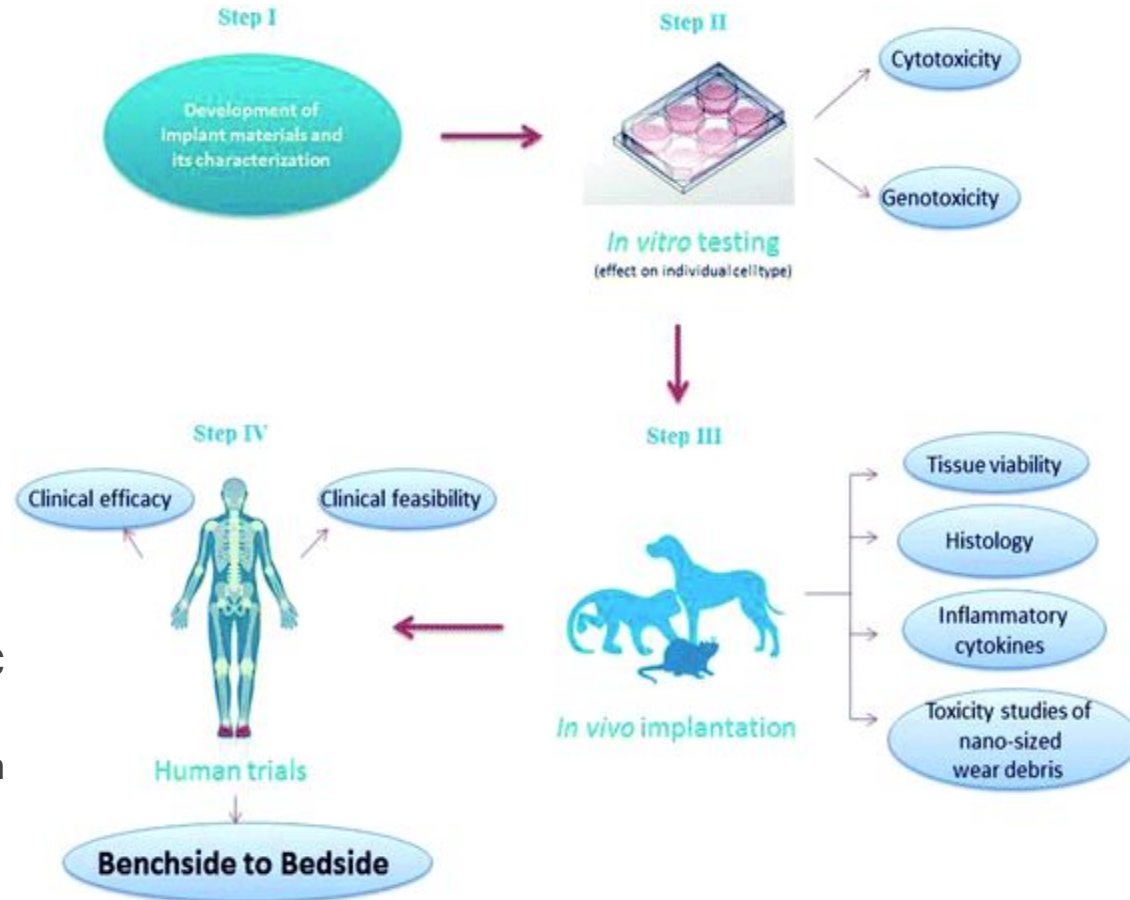 Step I
Development of
Implant materials and
its characterization
Step II
In vitro testing
(effect on individual cell type)
Cytotoxicity
Genotoxicity
Step III
In vivo implantation
Tissue viability
Histology
Inflammatory
cytokines
Toxicity studies of
nano-sized
wear debris
Step IV
Clinical efficacy
Clinical feasibility
Human trials
Benchside to Bedside